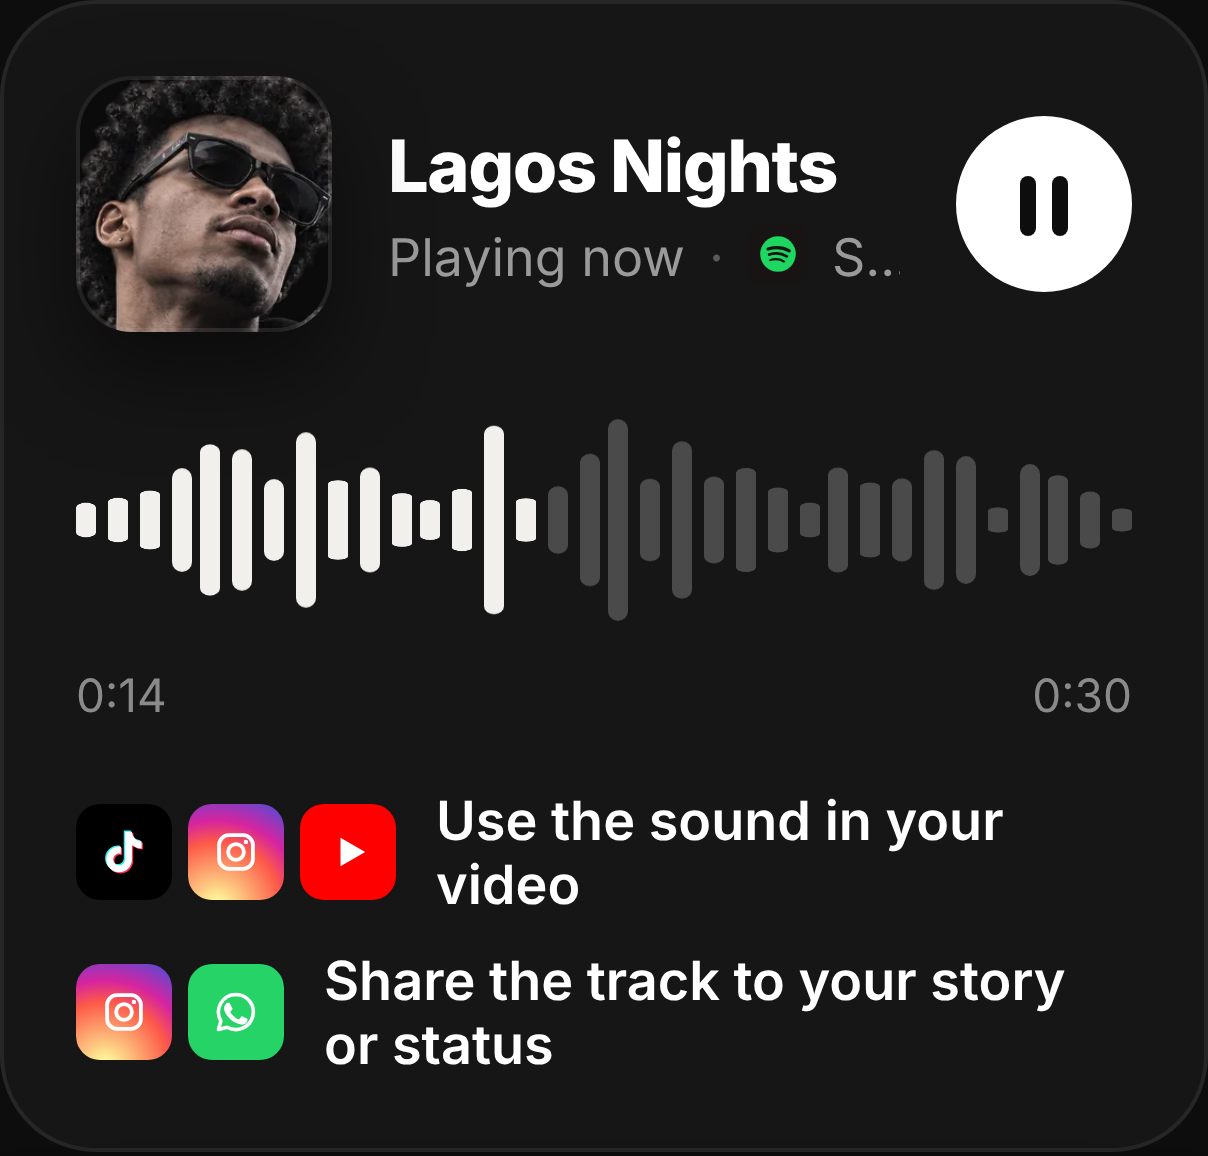 Lagos Nights
Playing now · S...
0:14
0:30
Use the sound in your
video
Share the track to your story
or status